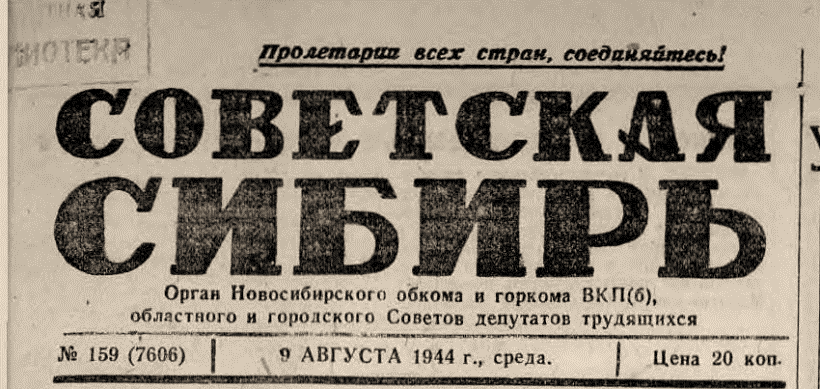 Пролетарии всех стран, соединяйтесь!
СОВЕТСКАЯ
СИБИРЬ
Орган Новосибирского обкома и горкома ВКП(б),
областного и городского Советов депутатов трудящихся
№ 159 (7606) 9 АВГУСТА 1944 г., среда. Цена 20 коп.